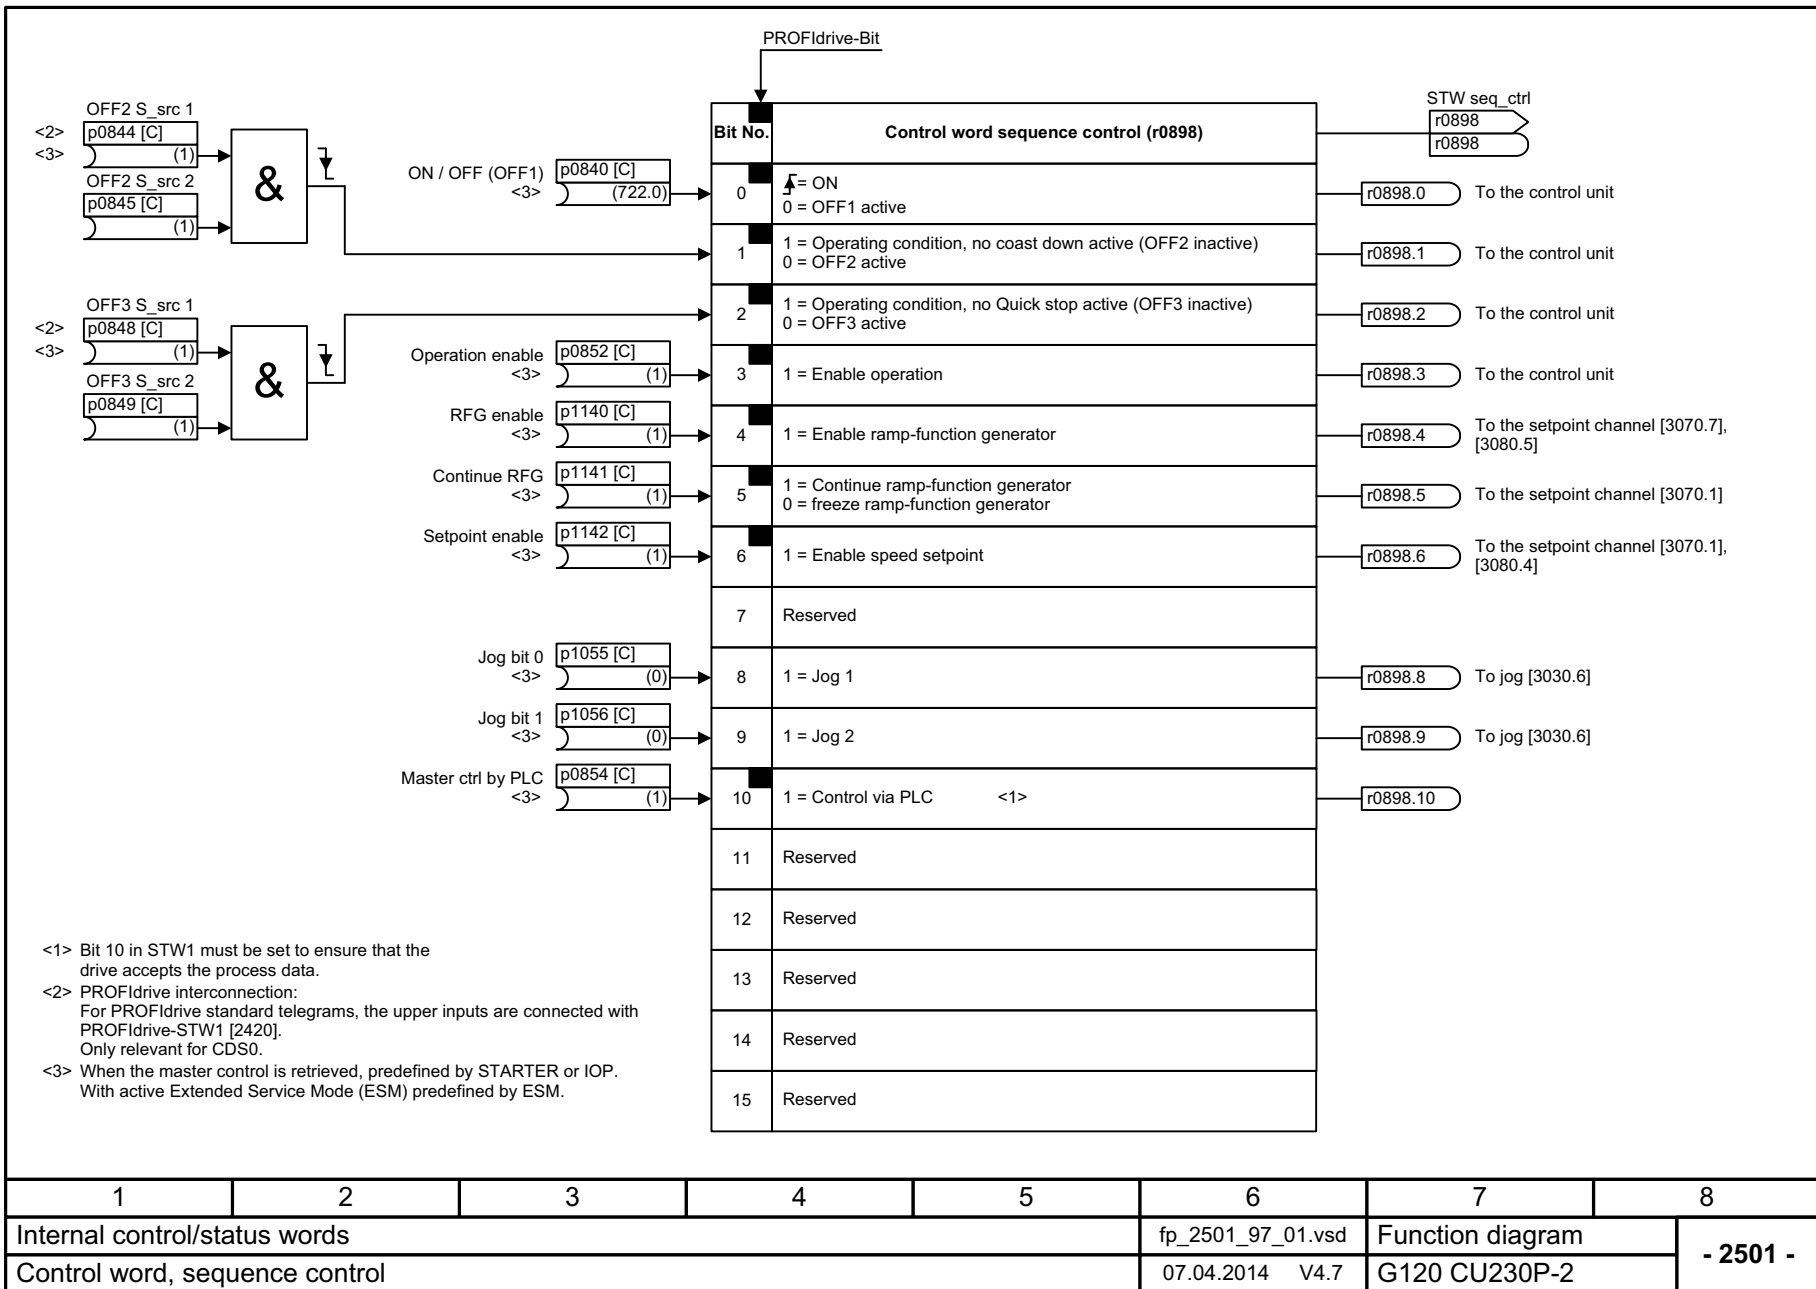 PROFIdrive-Bit
OFF2 S_src 1
<2> p0844 [C]
<3> (1)
OFF2 S_src 2
p0845 [C]
(1)
&
OFF3 S_src 1
<2> p0848 [C]
<3> (1)
OFF3 S_src 2
p0849 [C]
(1)
&
Bit No. Control word sequence control (r0898)
STW seq_ctrl
r0898
r0898
ON / OFF (OFF1) p0840 [C]
<3> (722.0)
0 = ON
0 = OFF1 active
r0898.0 To the control unit
1 1 = Operating condition, no coast down active (OFF2 inactive)
0 = OFF2 active
r0898.1 To the control unit
2 1 = Operating condition, no Quick stop active (OFF3 inactive)
0 = OFF3 active
r0898.2 To the control unit
Operation enable p0852 [C]
<3> (1)
3 1 = Enable operation
r0898.3 To the control unit
RFG enable p1140 [C]
<3> (1)
4 1 = Enable ramp-function generator
r0898.4 To the setpoint channel [3070.7],
[3080.5]
Continue RFG p1141 [C]
<3> (1)
5 1 = Continue ramp-function generator
0 = freeze ramp-function generator
r0898.5 To the setpoint channel [3070.1]
Setpoint enable p1142 [C]
<3> (1)
6 1 = Enable speed setpoint
r0898.6 To the setpoint channel [3070.1],
[3080.4]
7 Reserved
Jog bit 0 p1055 [C]
<3> (0)
8 1 = Jog 1
r0898.8 To jog [3030.6]
Jog bit 1 p1056 [C]
<3> (0)
9 1 = Jog 2
r0898.9 To jog [3030.6]
Master ctrl by PLC p0854 [C]
<3> (1)
10 1 = Control via PLC <1>
r0898.10
11 Reserved
12 Reserved
13 Reserved
14 Reserved
15 Reserved
<1> Bit 10 in STW1 must be set to ensure that the
drive accepts the process data.
<2> PROFIdrive interconnection:
For PROFIdrive standard telegrams, the upper inputs are connected with
PROFIdrive-STW1 [2420].
Only relevant for CDS0.
<3> When the master control is retrieved, predefined by STARTER or IOP.
With active Extended Service Mode (ESM) predefined by ESM.
1 2 3 4 5 6 7 8
Internal control/status words fp_2501_97_01.vsd Function diagram
- 2501 -
Control word, sequence control 07.04.2014 V4.7 G120 CU230P-2